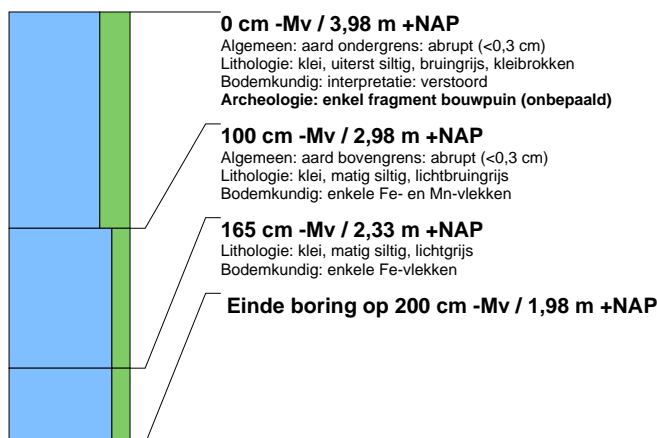 0 cm -Mv / 3,98 m +NAP
Algemeen: aard ondergrens: abrupt (<0,3 cm)
Lithologie: klei, uiterst siltig, bruingrijs, kleibrokken
Bodemkundig: interpretatie: verstoord
Archeologie: enkel fragment bouwpuin (onbepaald)
100 cm -Mv / 2,98 m +NAP
Algemeen: aard bovengrens: abrupt (<0,3 cm)
Lithologie: klei, matig siltig, lichtbruingrijs
Bodemkundig: enkele Fe- en Mn-vlekken
165 cm -Mv / 2,33 m +NAP
Lithologie: klei, matig siltig, lichtgrijs
Bodemkundig: enkele Fe-vlekken
Einde boring op 200 cm -Mv / 1,98 m +NAP